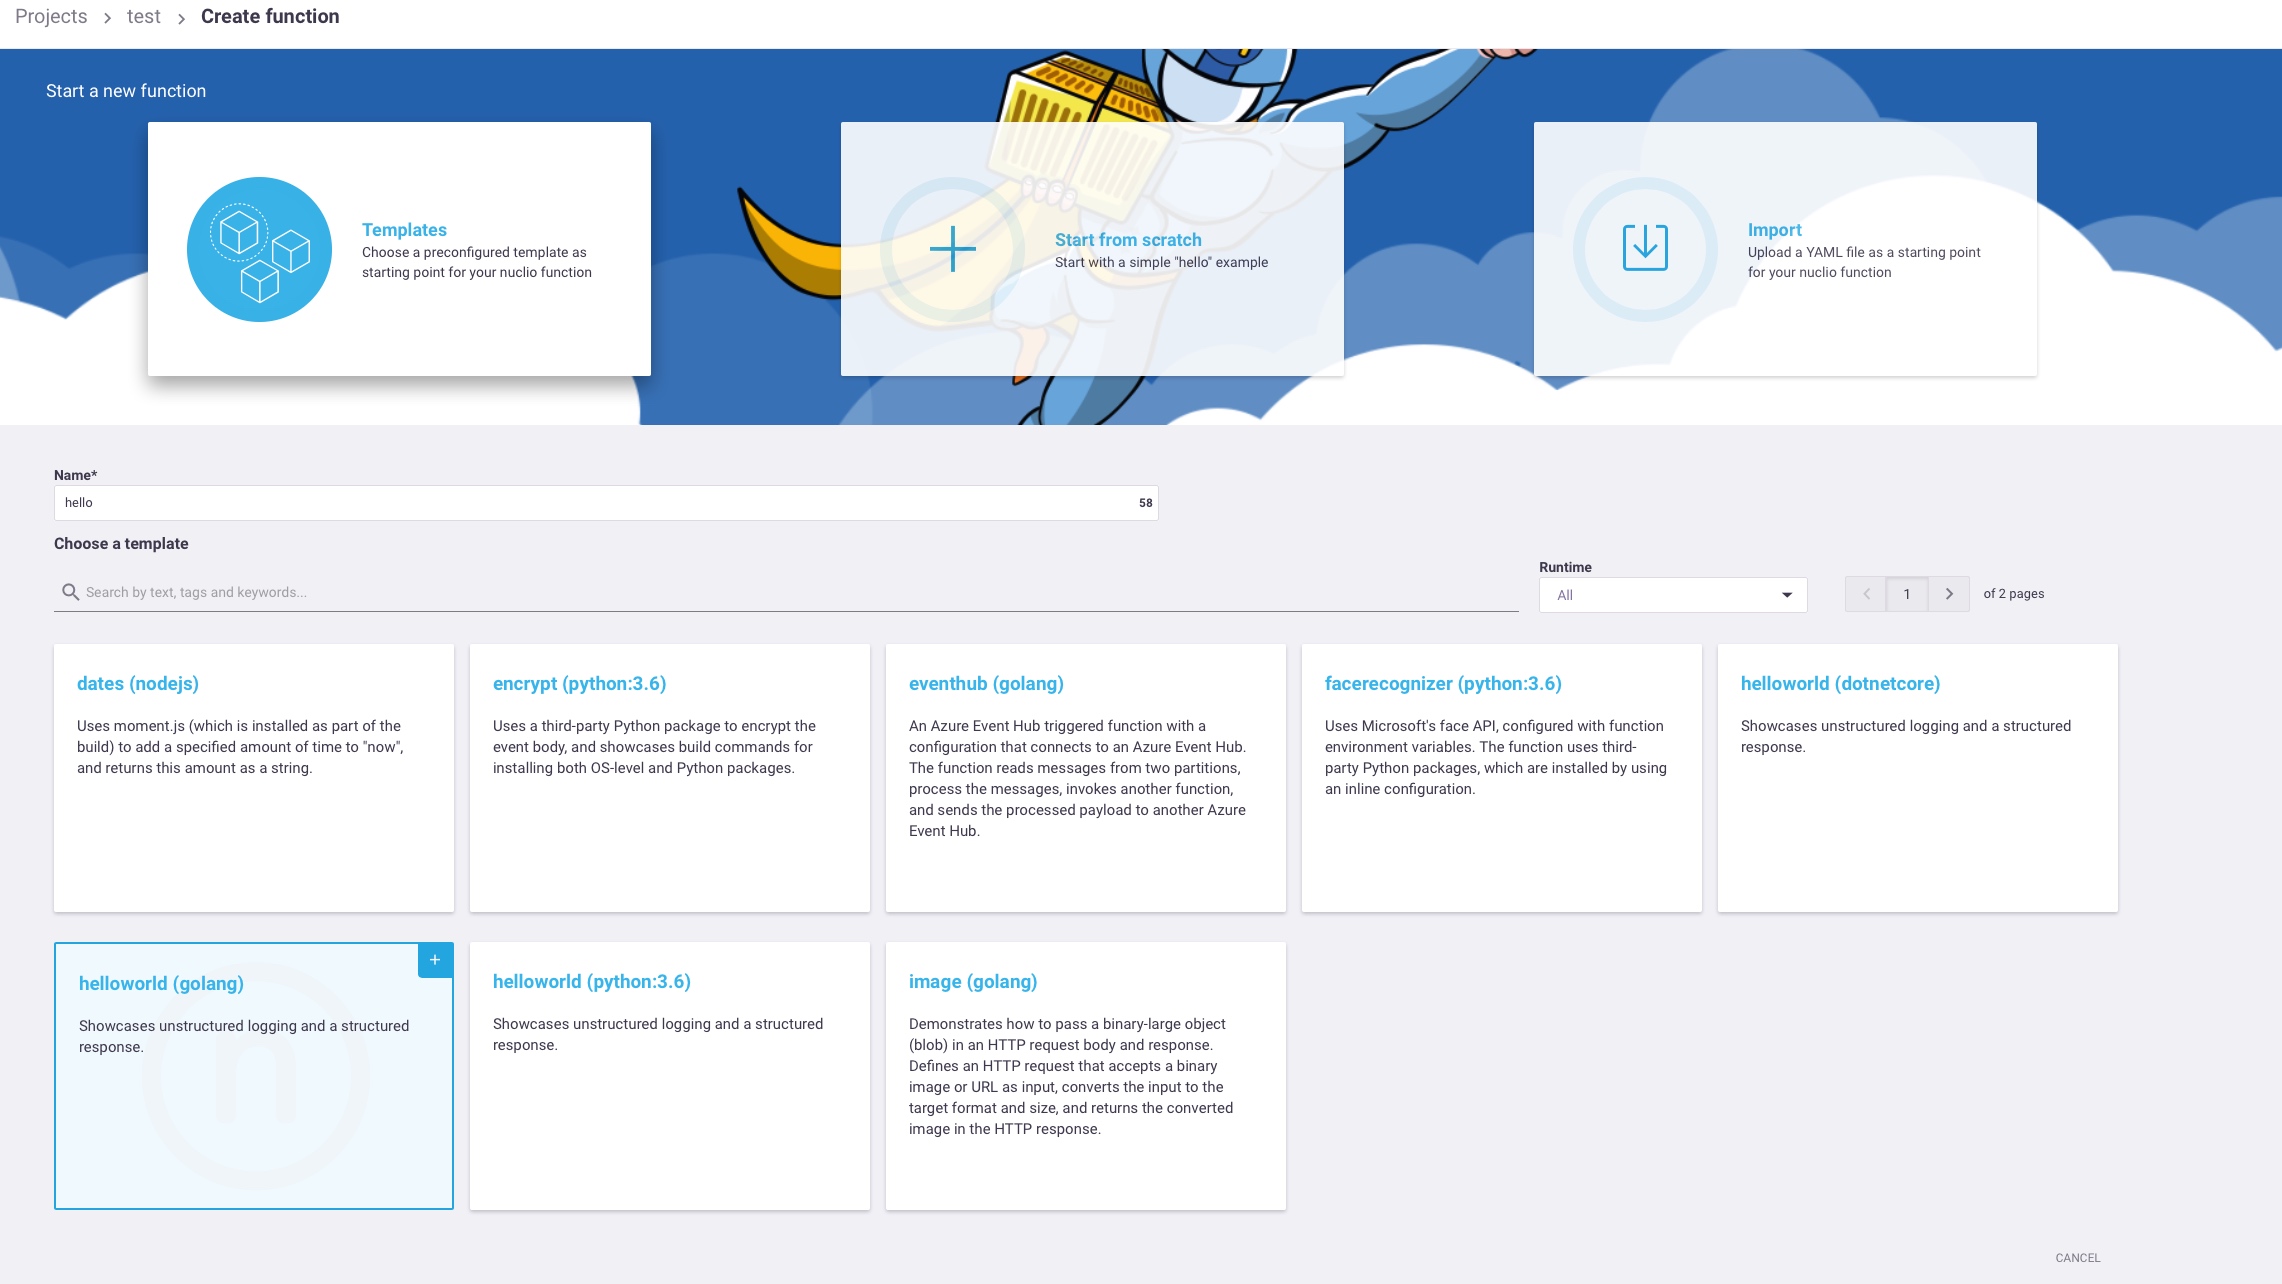 Projects > test > Create function
Start a new function
Templates
Choose a preconfigured template as
starting point for your nuclio function
Start from scratch
Start with a simple "hello" example
Import
Upload a YAML file as a starting point
for your nuclio function
Name*
hello
58
Choose a template
Search by text, tags and keywords...
Runtime
All
1
of 2 pages
dates (nodejs)
Uses moment.js (which is installed as part of the
build) to add a specified amount of time to "now",
and returns this amount as a string.
encrypt (python:3.6)
Uses a third-party Python package to encrypt the
event body, and showcases build commands for
installing both OS-level and Python packages.
eventhub (golang)
An Azure Event Hub triggered function with a
configuration that connects to an Azure Event Hub.
The function reads messages from two partitions,
process the messages, invokes another function,
and sends the processed payload to another Azure
Event Hub.
facerecognizer (python:3.6)
Uses Microsoft's face API, configured with function
environment variables. The function uses third-
party Python packages, which are installed by using
an inline configuration.
helloworld (dotnetcore)
Showcases unstructured logging and a structured
response.
+
helloworld (golang)
Showcases unstructured logging and a structured
response.
n
helloworld (python:3.6)
Showcases unstructured logging and a structured
response.
image (golang)
Demonstrates how to pass a binary-large object
(blob) in an HTTP request body and response.
Defines an HTTP request that accepts a binary
image or URL as input, converts the input to the
target format and size, and returns the converted
image in the HTTP response.
CANCEL